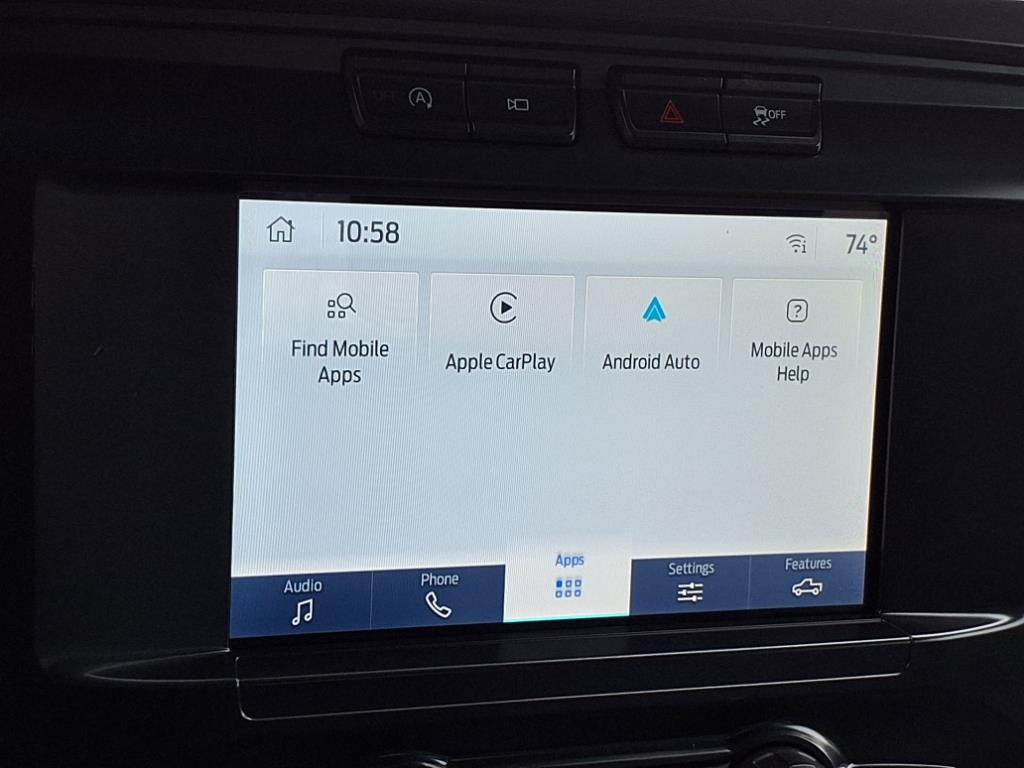 A
OFF
10:58
i
74°
Find Mobile
Apps
Apple CarPlay
Android Auto
?
Mobile Apps
Help
Audio
Phone
Apps
Settings
Features